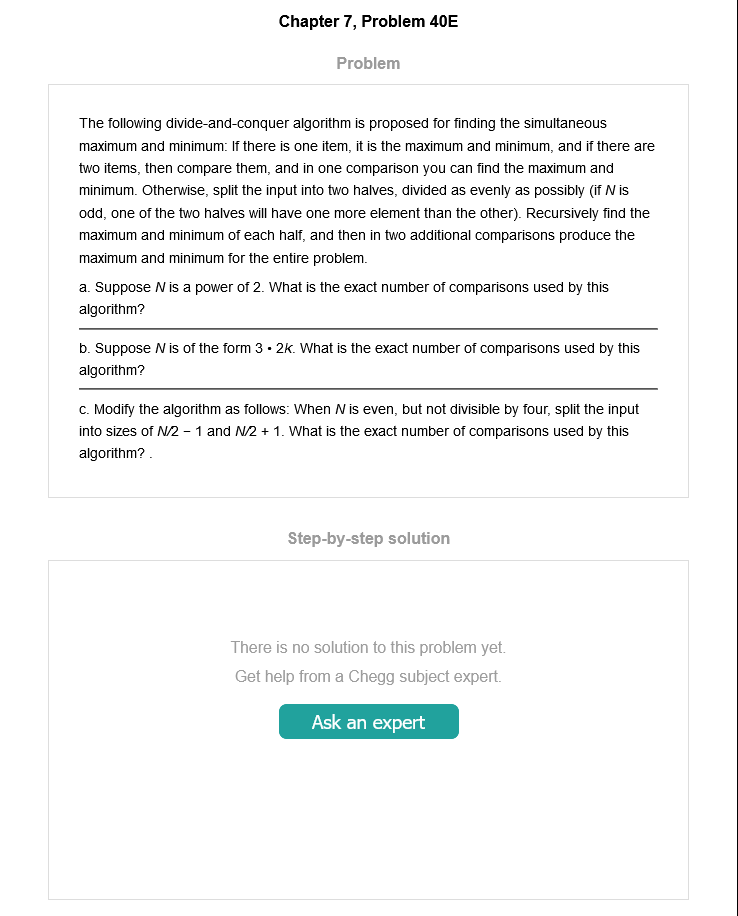 Chapter 7, Problem 40E
Problem
The following divide-and-conquer algorithm is proposed for finding the simultaneous
maximum and minimum: If there is one item, it is the maximum and minimum, and if there are
two items, then compare them, and in one comparison you can find the maximum and
minimum. Otherwise, split the input into two halves, divided as evenly as possibly (if N is
odd, one of the two halves will have one more element than the other). Recursively find the
maximum and minimum of each half, and then in two additional comparisons produce the
maximum and minimum for the entire problem.
a. Suppose N is a power of 2. What is the exact number of comparisons used by this
algorithm?
b. Suppose N is of the form 3 • 2k. What is the exact number of comparisons used by this
algorithm?
c. Modify the algorithm as follows: When N is even, but not divisible by four, split the input
into sizes of N/2 − 1 and N/2 + 1. What is the exact number of comparisons used by this
algorithm? .
Step-by-step solution
There is no solution to this problem yet.
Get help from a Chegg subject expert.
Ask an expert